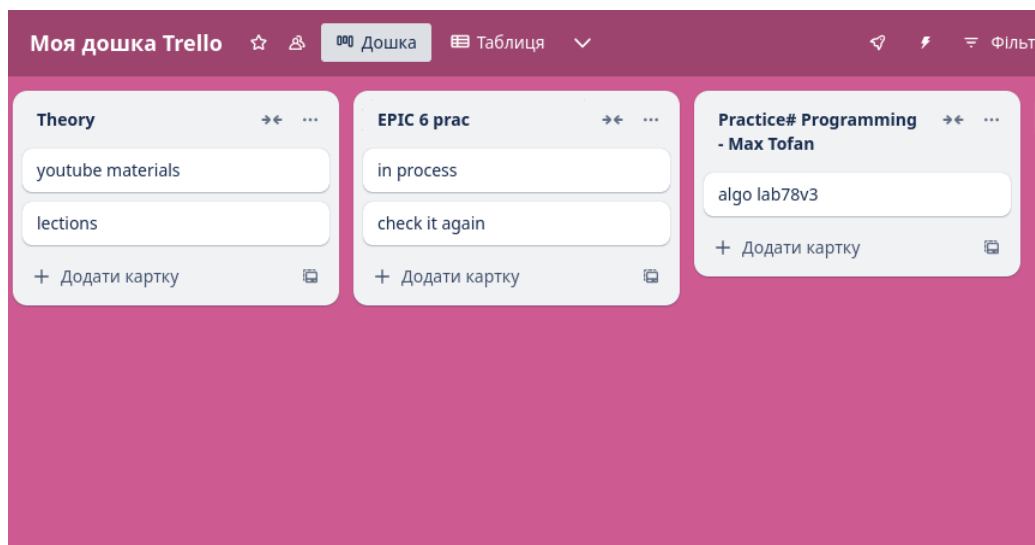 Моя дошка Trello
Дошка
Таблиця
Фільт
Theory
youtube materials
lections
+ Додати картку
EPIC 6 prac
in process
check it again
+ Додати картку
Practice# Programming
- Max Tofan
algo lab78v3
+ Додати картку